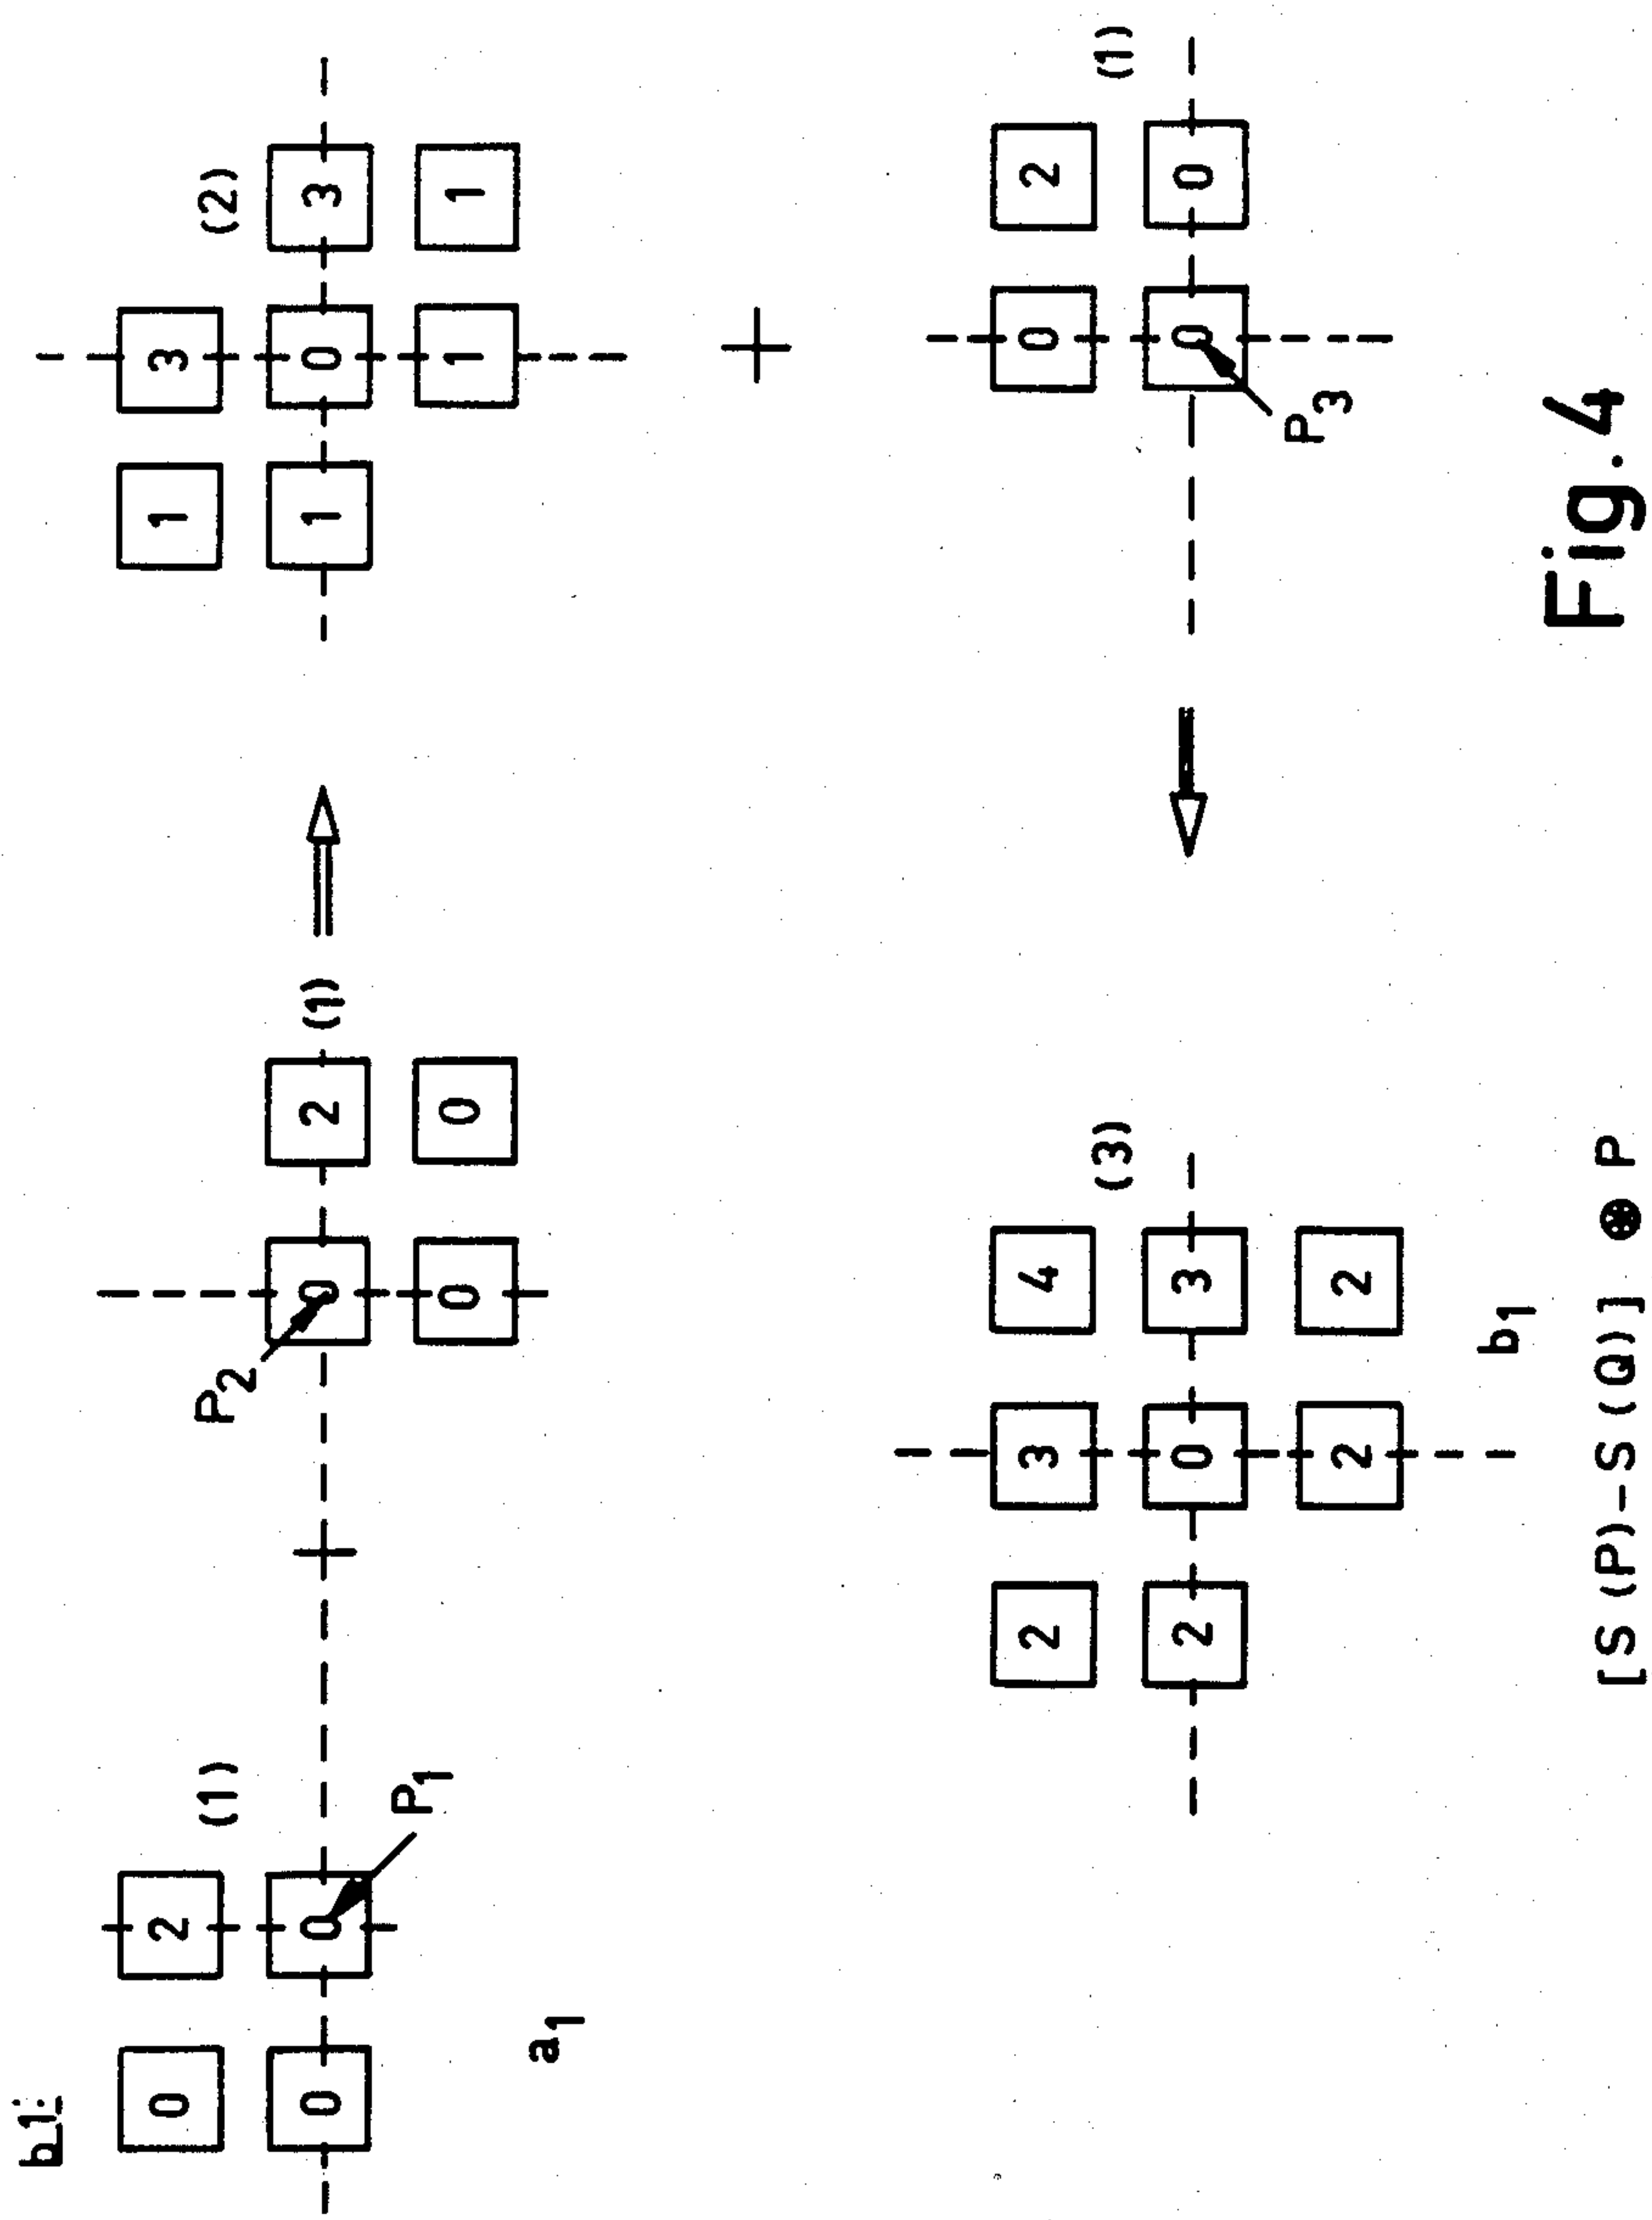 b1:
0 2 1 3
(1) P2 (2)
0 0 + 0 2 (1) 1 0 3
P1
0 0 1 1
a1
+
2 3 4 0 2
(3) (1)
2 0 3 0 0
P3
2 2
b1
[S(P)-S(Q)] ⊛ P
Fig.4